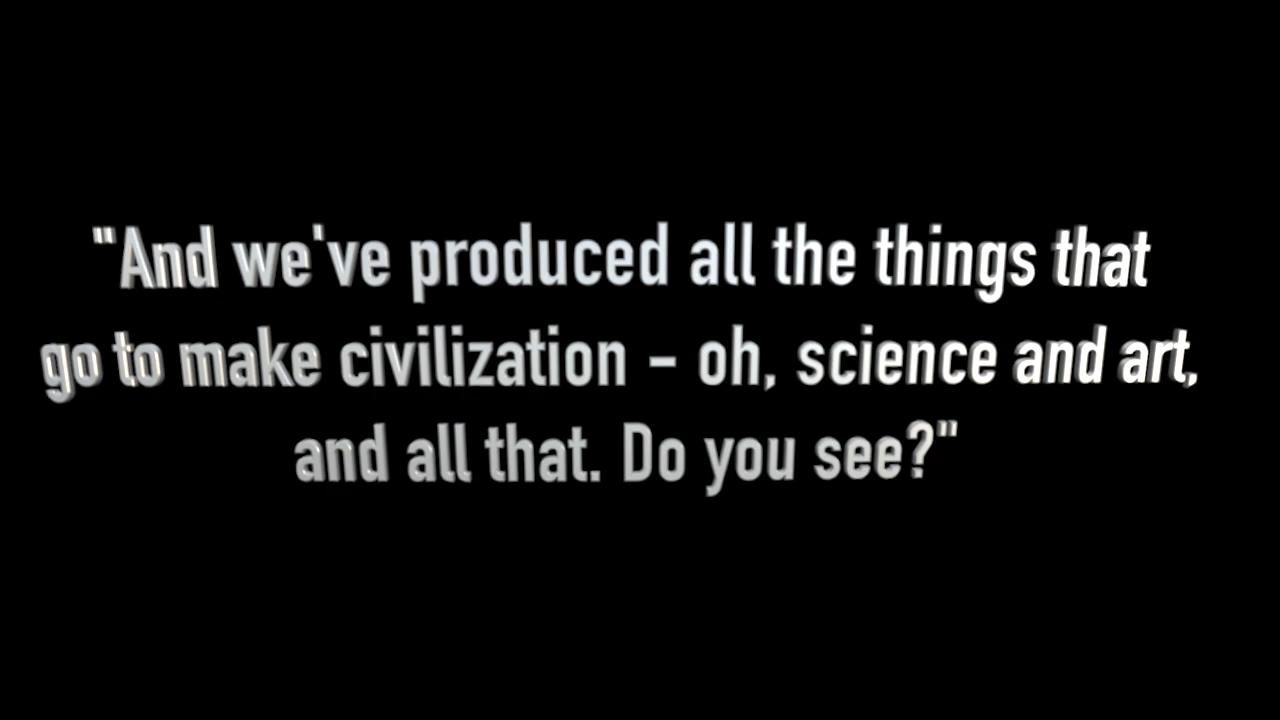 "And we've produced all the things that
go to make civilization – oh, science and art,
and all that. Do you see?"